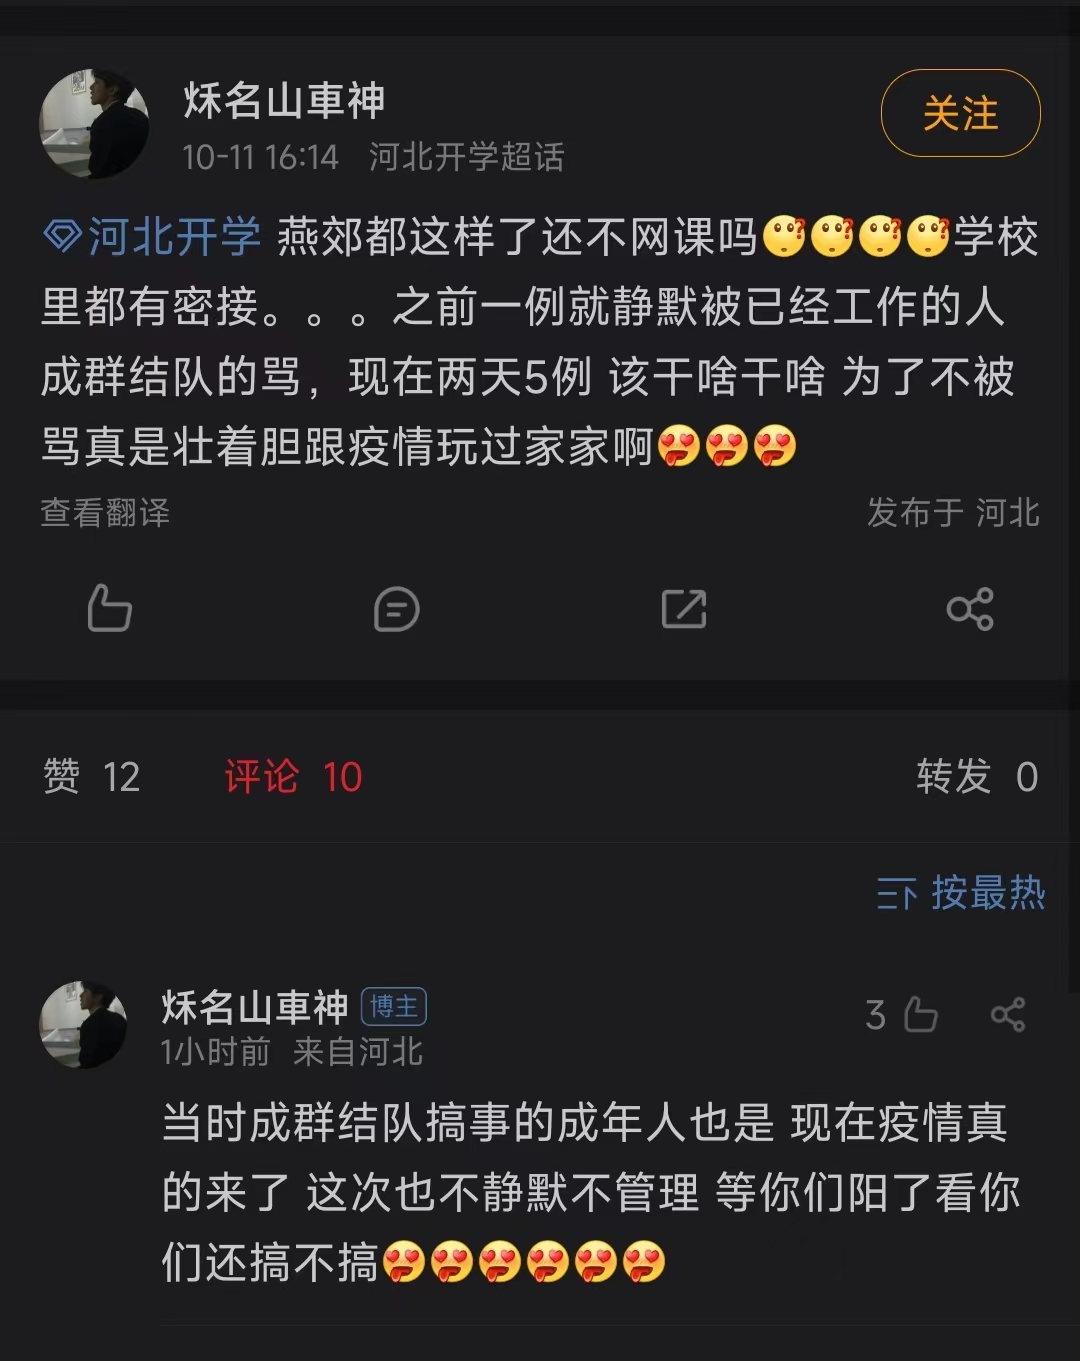 秌名山車神
关注
10-11 16:14 河北开学超话
河北开学 燕郊都这样了还不网课吗学校
里都有密接。。。之前一例就静默被已经工作的人
成群结队的骂，现在两天5例 该干啥干啥 为了不被
骂真是壮着胆跟疫情玩过家家啊
查看翻译
发布于 河北
赞 12
评论 10
转发 0
按最热
秌名山車神 博主
3
1小时前 来自河北
当时成群结队搞事的成年人也是 现在疫情真
的来了 这次也不静默不管理 等你们阳了看你
们还搞不搞